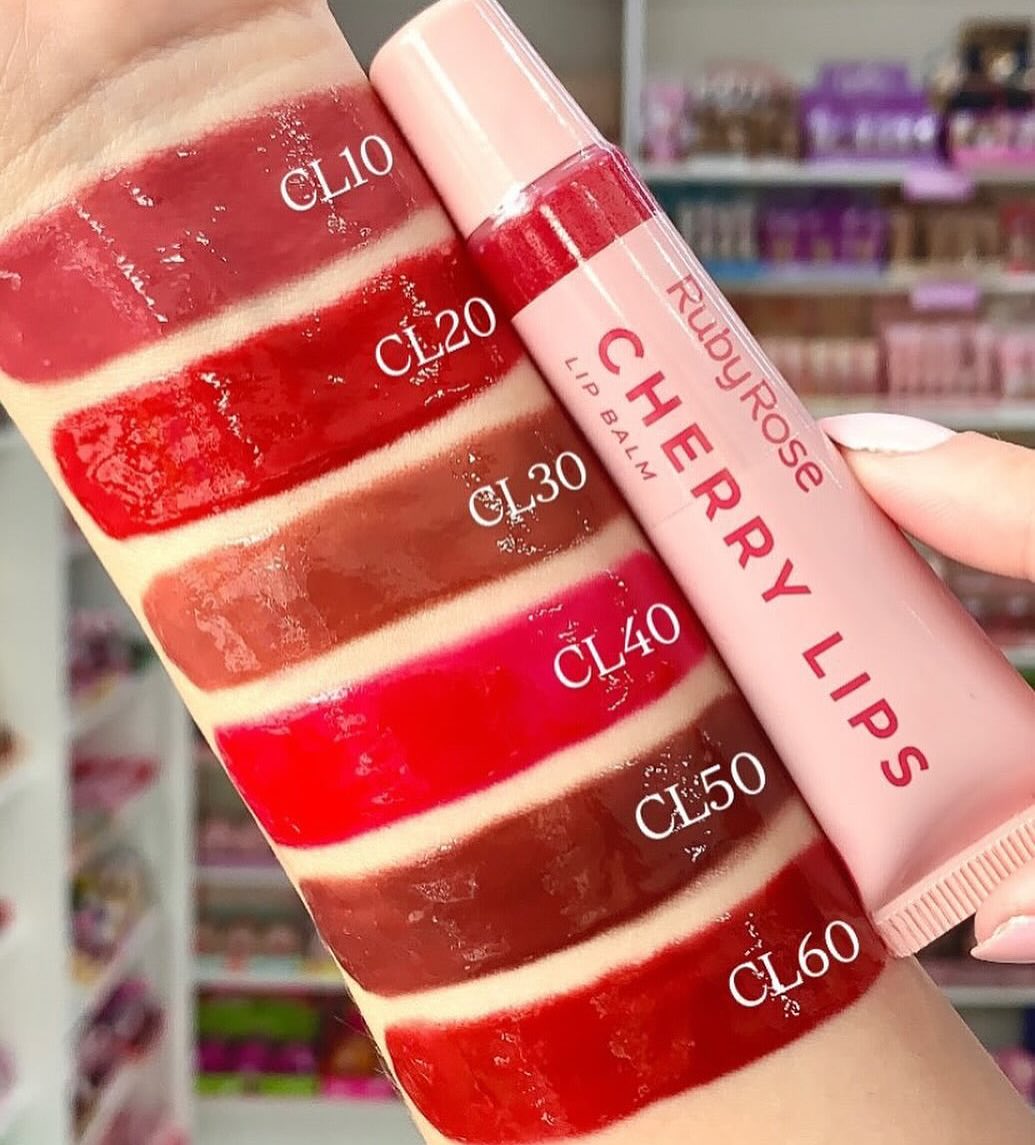 CL10
CL20
CL30
CL40
CL50
CL60
RubyRose
CHERRY LIPS
LIP BALM